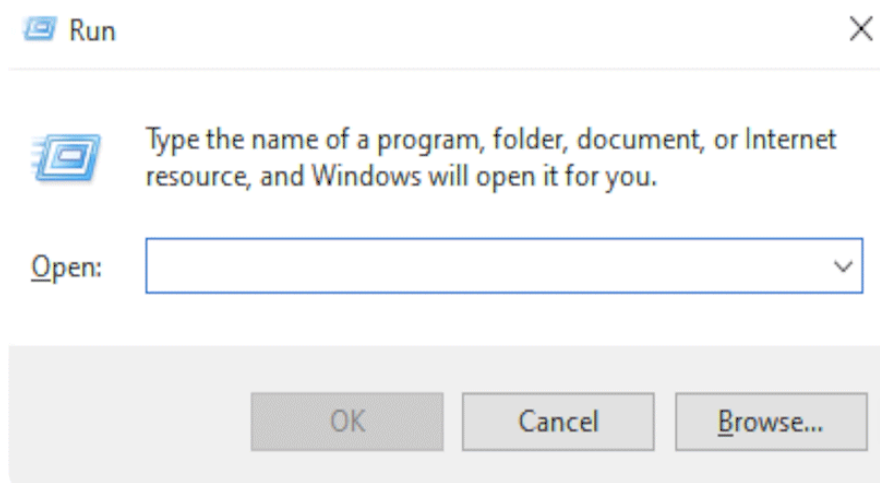 Run
Type the name of a program, folder, document, or Internet
resource, and Windows will open it for you.
Open:
OK
Cancel
Browse...